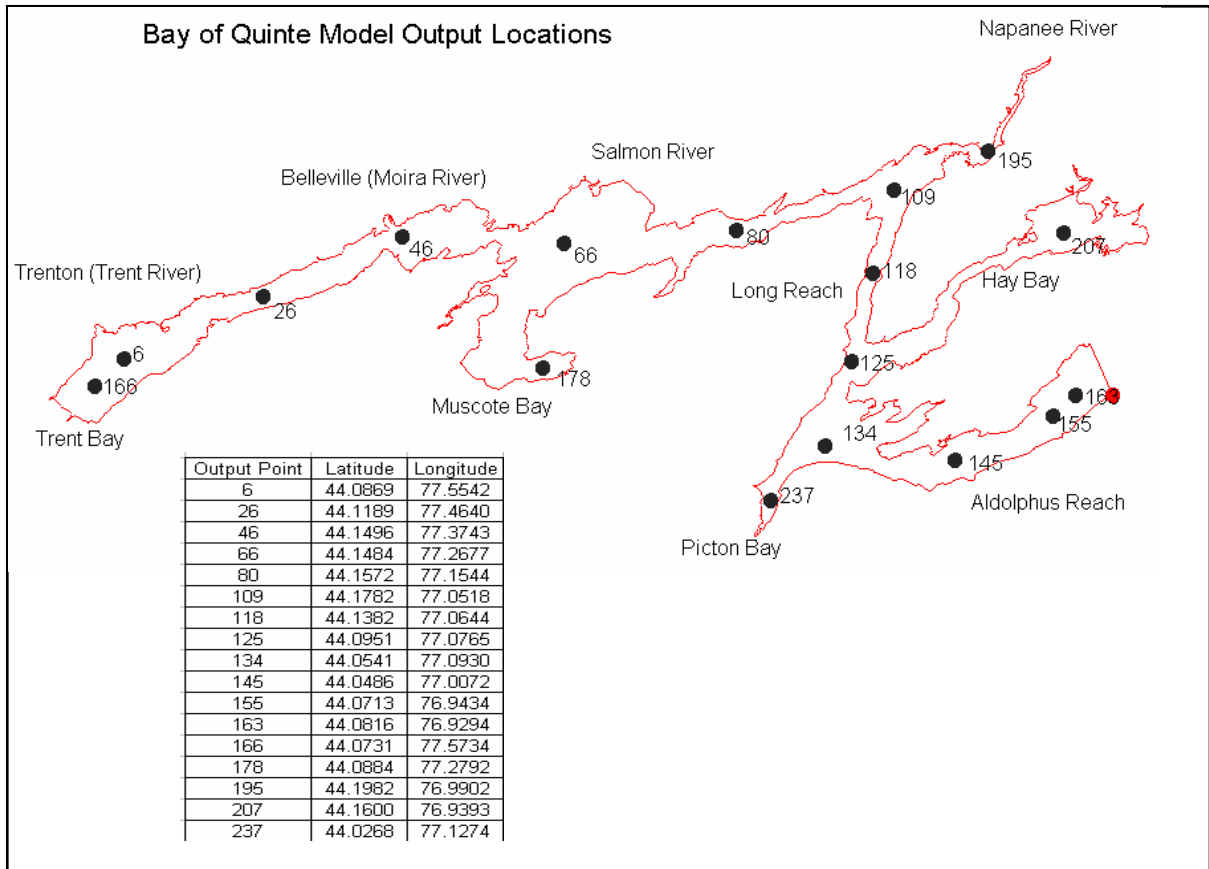 Bay of Quinte Model Output Locations
Napanee River
Salmon River
195
Belleville (Moira River)
109
46
66
80
207
Trenton (Trent River)
118
Hay Bay
26
Long Reach
6
125
166
178
163
Muscote Bay
155
Trent Bay
134
145
237
Aldolphus Reach
Picton Bay
Output Point Latitude Longitude
6 44.0869 77.5542
26 44.1189 77.4640
46 44.1496 77.3743
66 44.1484 77.2677
80 44.1572 77.1544
109 44.1782 77.0518
118 44.1382 77.0644
125 44.0951 77.0765
134 44.0541 77.0930
145 44.0486 77.0072
155 44.0713 76.9434
163 44.0816 76.9294
166 44.0731 77.5734
178 44.0884 77.2792
195 44.1982 76.9902
207 44.1600 76.9393
237 44.0268 77.1274